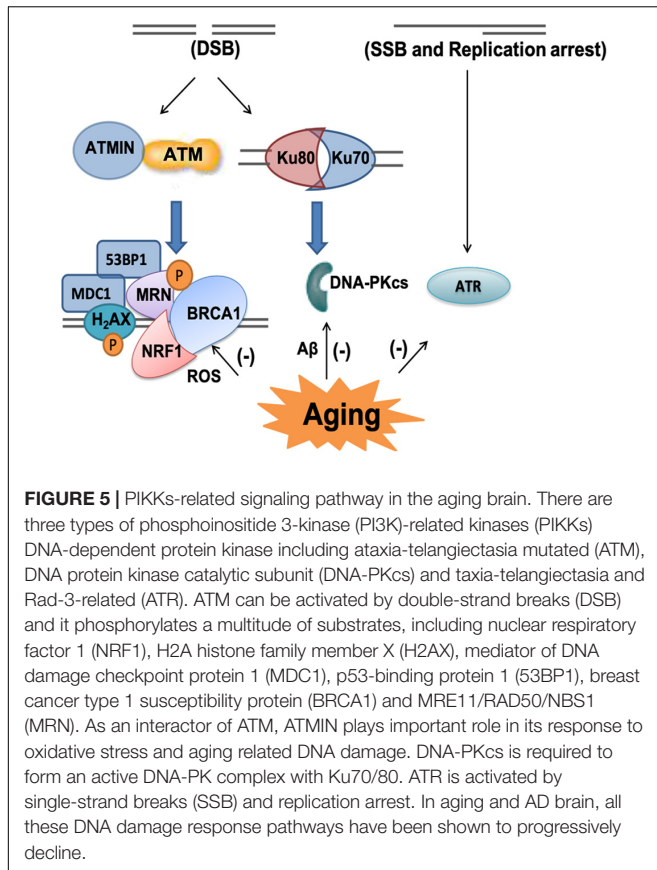 (DSB)
(SSB and Replication arrest)
ATMIN
ATM
Ku80
Ku70
53BP1
P
MDC1
MRN
BRCA1
H₂AX
P
NRF1
ROS
(-)
DNA-PKcs
Aβ
(-)
ATR
(-)
Aging
FIGURE 5 | PIKKs-related signaling pathway in the aging brain. There are
three types of phosphoinositide 3-kinase (PI3K)-related kinases (PIKKs)
DNA-dependent protein kinase including ataxia-telangiectasia mutated (ATM),
DNA protein kinase catalytic subunit (DNA-PKcs) and taxia-telangiectasia and
Rad-3-related (ATR). ATM can be activated by double-strand breaks (DSB)
and it phosphorylates a multitude of substrates, including nuclear respiratory
factor 1 (NRF1), H2A histone family member X (H2AX), mediator of DNA
damage checkpoint protein 1 (MDC1), p53-binding protein 1 (53BP1), breast
cancer type 1 susceptibility protein (BRCA1) and MRE11/RAD50/NBS1
(MRN). As an interactor of ATM, ATMIN plays important role in its response to
oxidative stress and aging related DNA damage. DNA-PKcs is required to
form an active DNA-PK complex with Ku70/80. ATR is activated by
single-strand breaks (SSB) and replication arrest. In aging and AD brain, all
these DNA damage response pathways have been shown to progressively
decline.